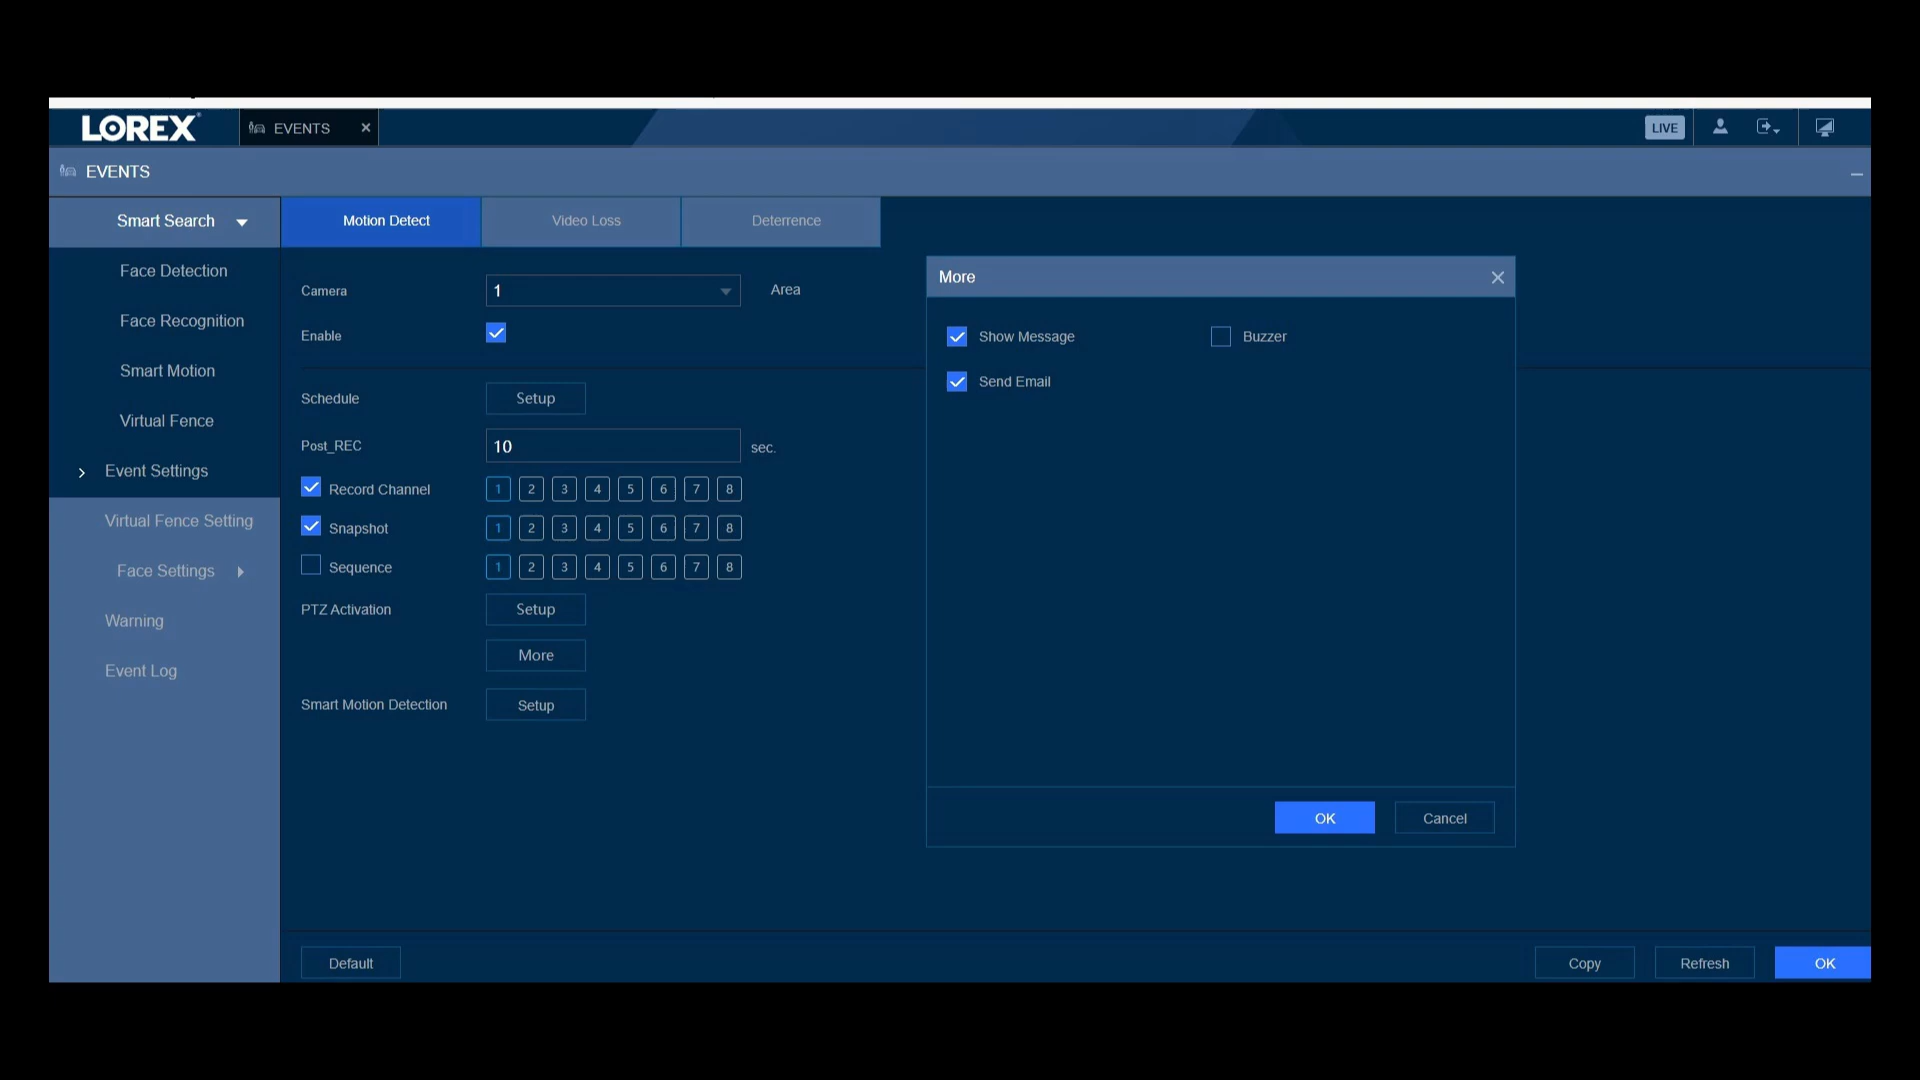 LOREX®
EVENTS
LIVE
EVENTS
Smart Search
Motion Detect
Video Loss
Deterrence
Face Detection
Face Recognition
Smart Motion
Virtual Fence
Event Settings
Virtual Fence Setting
Face Settings
Warning
Event Log
Camera 1 Area
Enable
Schedule Setup
Post_REC 10 sec.
Record Channel 1 2 3 4 5 6 7 8
Snapshot 1 2 3 4 5 6 7 8
Sequence 1 2 3 4 5 6 7 8
PTZ Activation Setup
More
Smart Motion Detection Setup
More
Show Message Buzzer
Send Email
OK Cancel
Default Copy Refresh OK